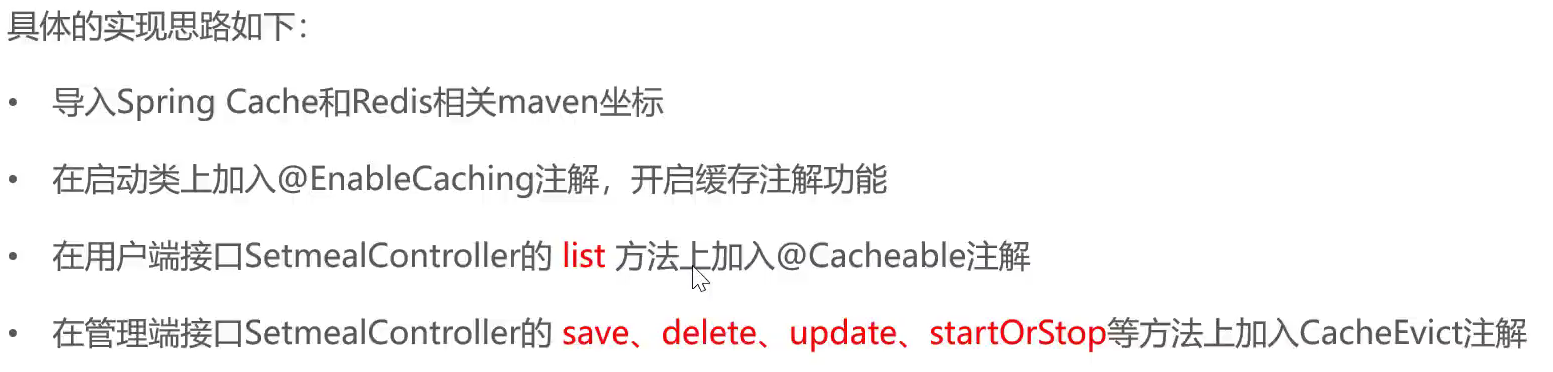 具体的实现思路如下：
• 导入Spring Cache和Redis相关maven坐标
• 在启动类上加入@EnableCaching注解，开启缓存注解功能
• 在用户端接口SetmealController的 list 方法上加入@Cacheable注解
• 在管理端接口SetmealController的 save、delete、update、startOrStop等方法上加入CacheEvict注解